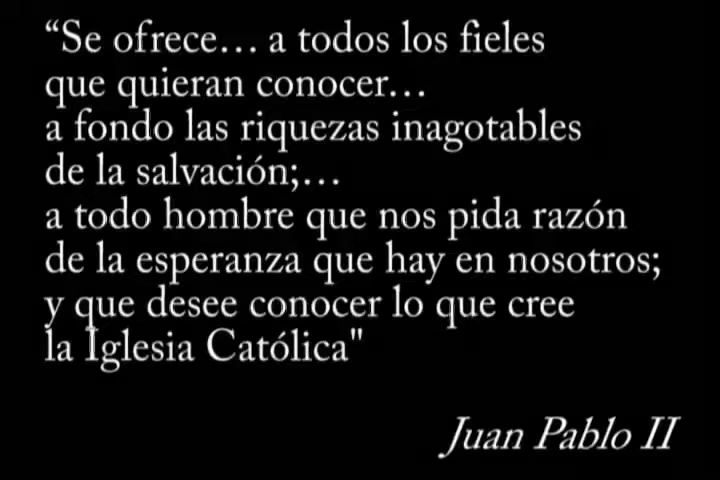 “Se ofrece… a todos los fieles
que quieran conocer…
a fondo las riquezas inagotables
de la salvación;…
a todo hombre que nos pida razón
de la esperanza que hay en nosotros;
y que desee conocer lo que cree
la Iglesia Católica"
Juan Pablo II